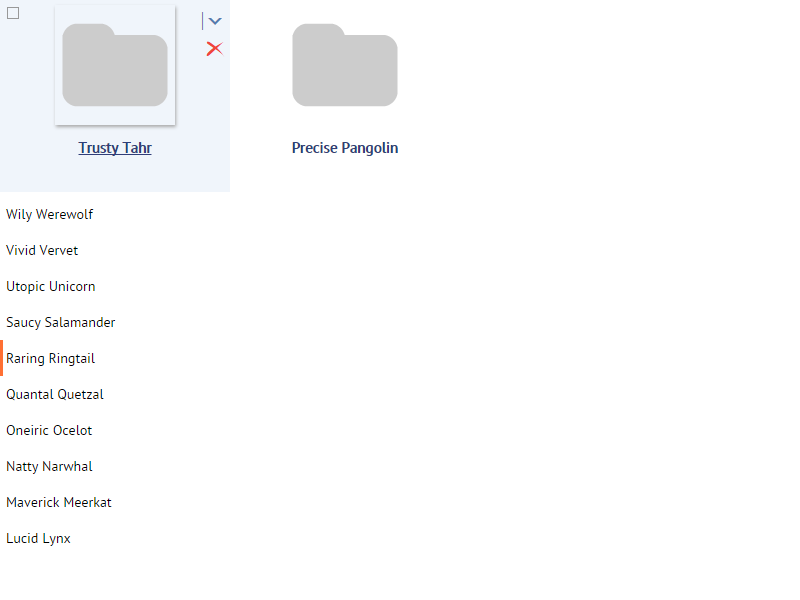 Trusty Tahr
Precise Pangolin
Wily Werewolf
Vivid Vervet
Utopic Unicorn
Saucy Salamander
Raring Ringtail
Quantal Quetzal
Oneiric Ocelot
Natty Narwhal
Maverick Meerkat
Lucid Lynx